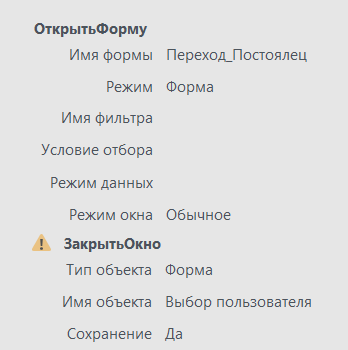 ОткрытьФорму
Имя формы Переход_Постоялец
Режим Форма
Имя фильтра
Условие отбора
Режим данных
Режим окна Обычное
ЗакрытьОкно
Тип объекта Форма
Имя объекта Выбор пользователя
Сохранение Да